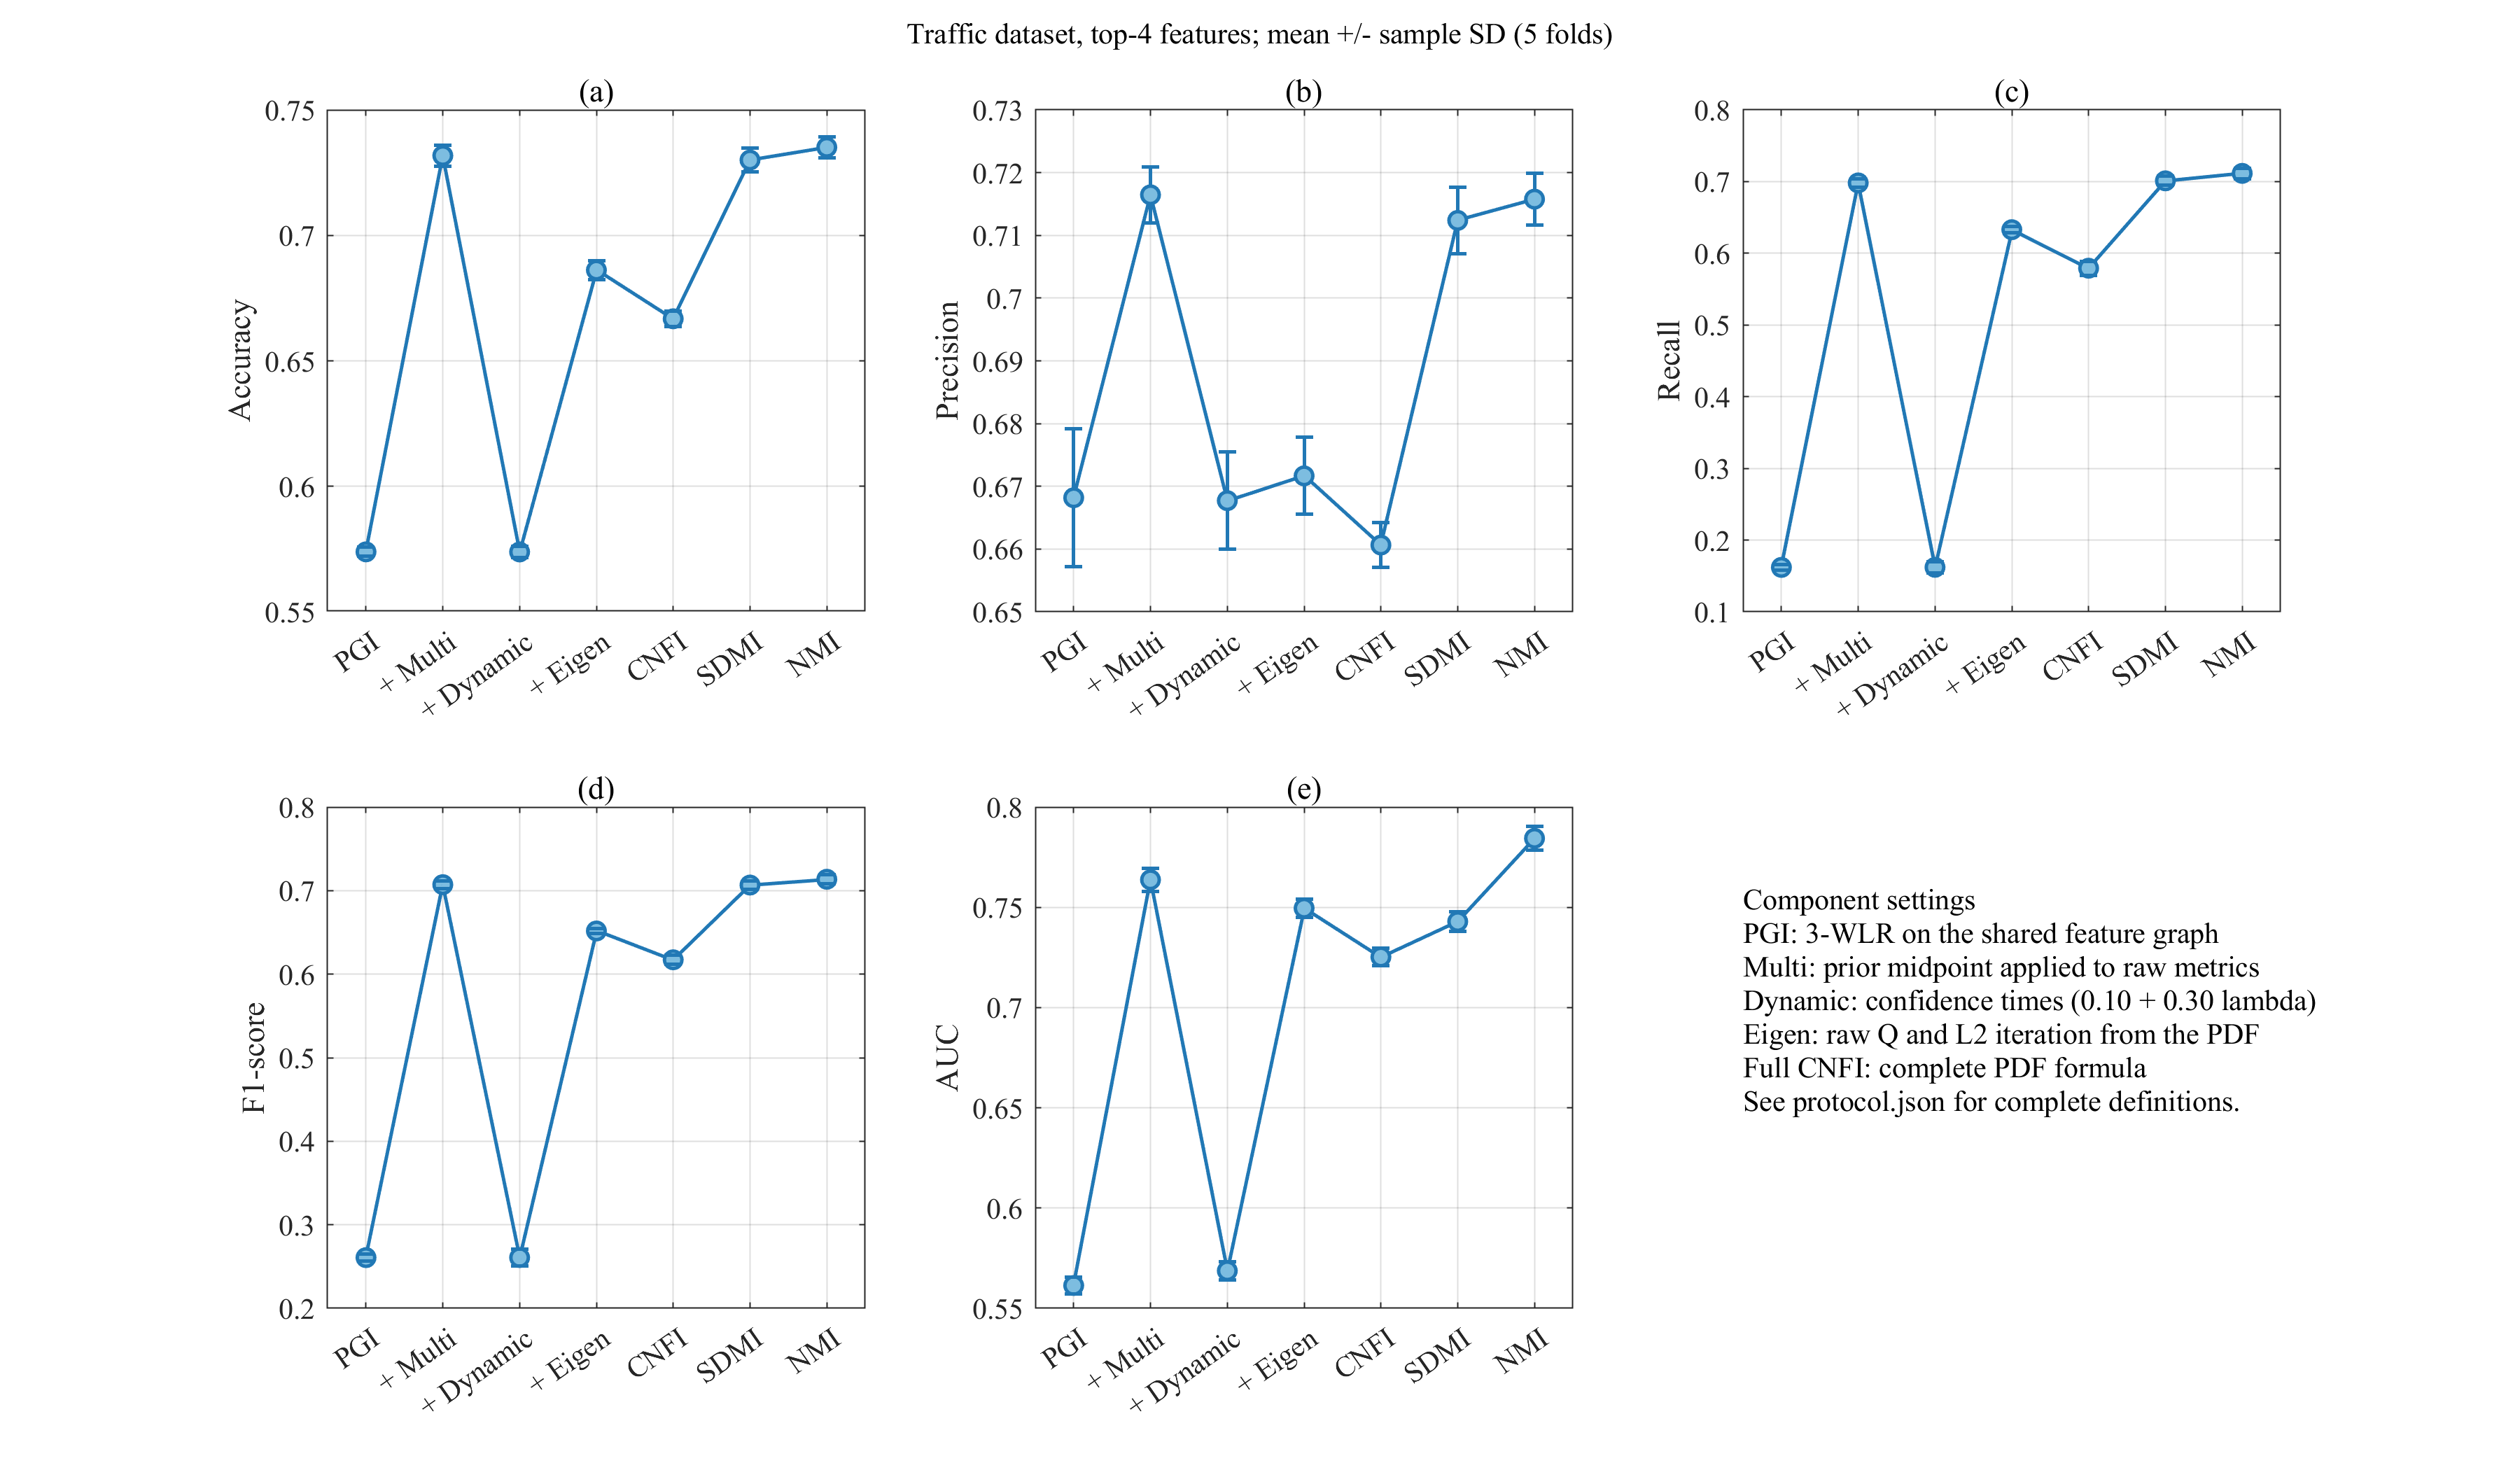 Traffic dataset, top-4 features; mean +/- sample SD (5 folds)
(a)
0.75
0.7
0.65
0.6
0.55
Accuracy
PGI
+ Multi
+ Dynamic
+ Eigen
CNFI
SDMI
NMI
(b)
0.73
0.72
0.71
0.7
0.69
0.68
0.67
0.66
0.65
Precision
PGI
+ Multi
+ Dynamic
+ Eigen
CNFI
SDMI
NMI
(c)
0.8
0.7
0.6
0.5
0.4
0.3
0.2
0.1
Recall
PGI
+ Multi
+ Dynamic
+ Eigen
CNFI
SDMI
NMI
(d)
0.8
0.7
0.6
0.5
0.4
0.3
0.2
F1-score
PGI
+ Multi
+ Dynamic
+ Eigen
CNFI
SDMI
NMI
(e)
0.8
0.75
0.7
0.65
0.6
0.55
AUC
PGI
+ Multi
+ Dynamic
+ Eigen
CNFI
SDMI
NMI
Component settings
PGI: 3-WLR on the shared feature graph
Multi: prior midpoint applied to raw metrics
Dynamic: confidence times (0.10 + 0.30 lambda)
Eigen: raw Q and L2 iteration from the PDF
Full CNFI: complete PDF formula
See protocol.json for complete definitions.